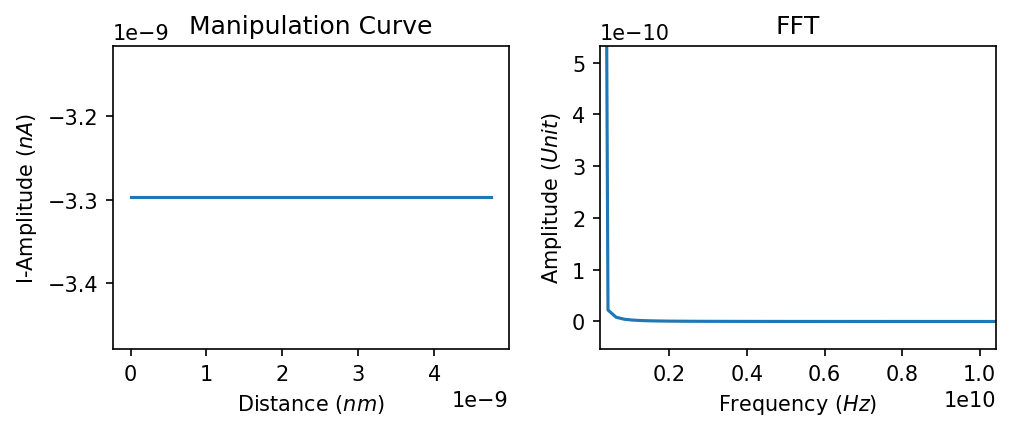 Manipulation Curve
1e−9
I-Amplitude (nA)
−3.2
−3.3
−3.4
0 1 2 3 4
1e−9
Distance (nm)
FFT
1e−10
Amplitude (Unit)
5
4
3
2
1
0
0.2 0.4 0.6 0.8 1.0
1e10
Frequency (Hz)